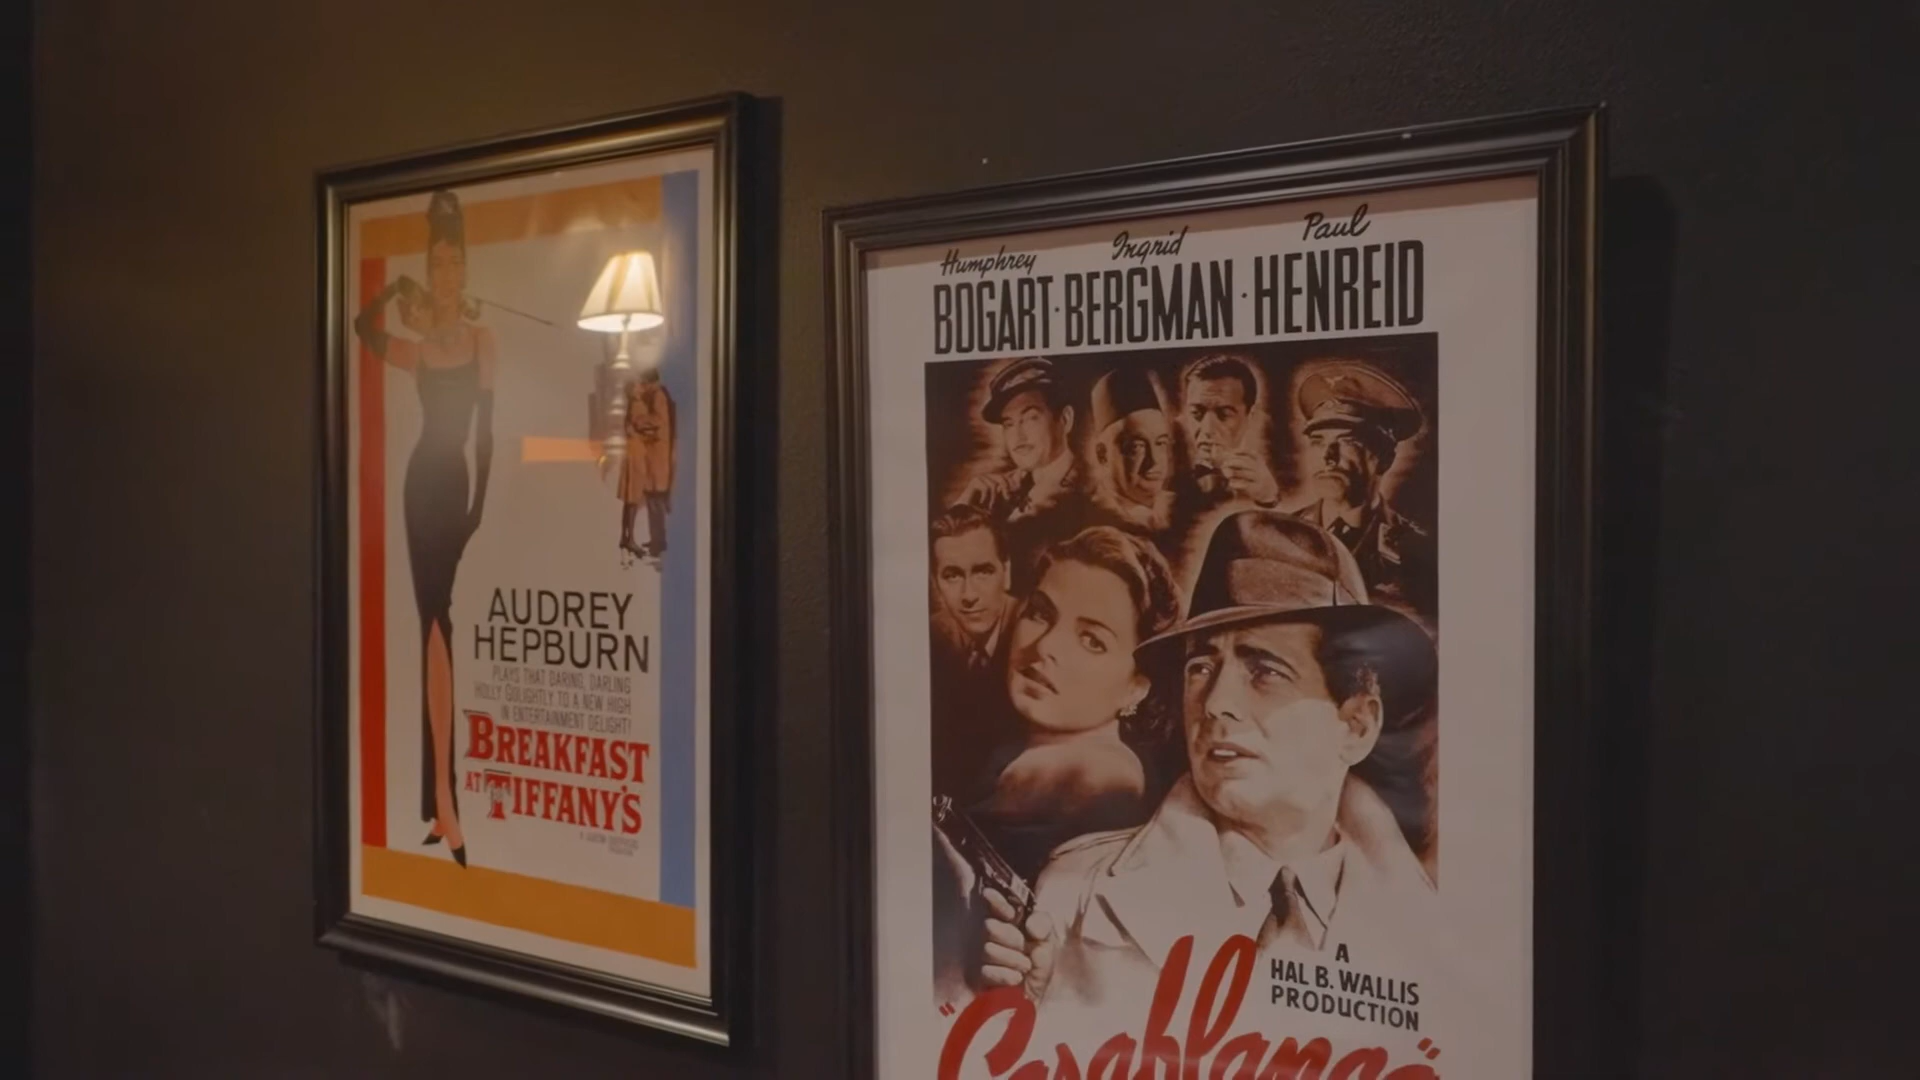 AUDREY
HEPBURN
PLAYS THAT DARING, DARLING
HOLLY GOLIGHTLY TO A NEW HIGH
IN ENTERTAINMENT DELIGHT!
BREAKFAST
AT TIFFANY'S
Humphrey Ingrid Paul
BOGART · BERGMAN · HENREID
A
HAL B. WALLIS
PRODUCTION
"Casablanca"